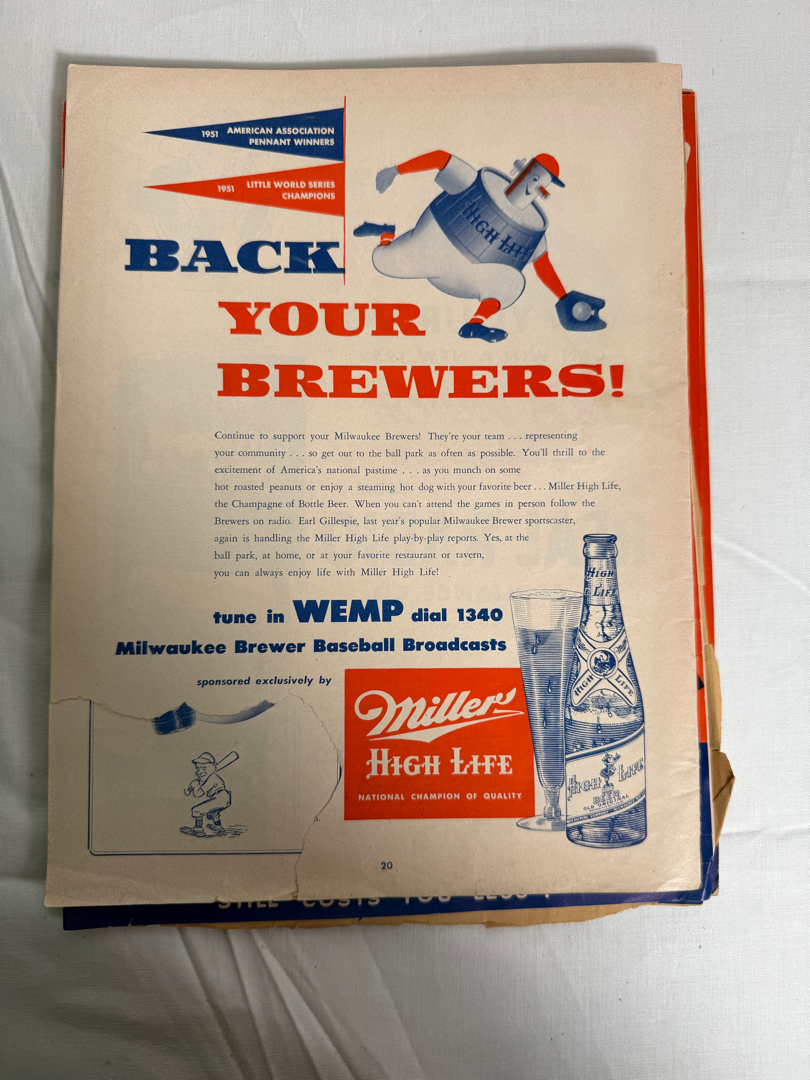 1951 AMERICAN ASSOCIATION
PENNANT WINNERS
1951 LITTLE WORLD SERIES
CHAMPIONS
HIGH LIFE
BACK
YOUR
BREWERS!
Continue to support your Milwaukee Brewers! They're your team . . . representing
your community . . . so get out to the ball park as often as possible. You'll thrill to the
excitement of America's national pastime . . . as you munch on some
hot roasted peanuts or enjoy a steaming hot dog with your favorite beer . . . Miller High Life,
the Champagne of Bottle Beer. When you can't attend the games in person follow the
Brewers on radio. Earl Gillespie, last year's popular Milwaukee Brewer sportscaster,
again is handling the Miller High Life play-by-play reports. Yes, at the
ball park, at home, or at your favorite restaurant or tavern,
you can always enjoy life with Miller High Life!
tune in WEMP dial 1340
Milwaukee Brewer Baseball Broadcasts
sponsored exclusively by
Miller
HIGH LIFE
NATIONAL CHAMPION OF QUALITY
HIGH
LIFE
HIGH LIFE
HIGH LIFE
BEER
20
STILL COSTS YOU LESS!